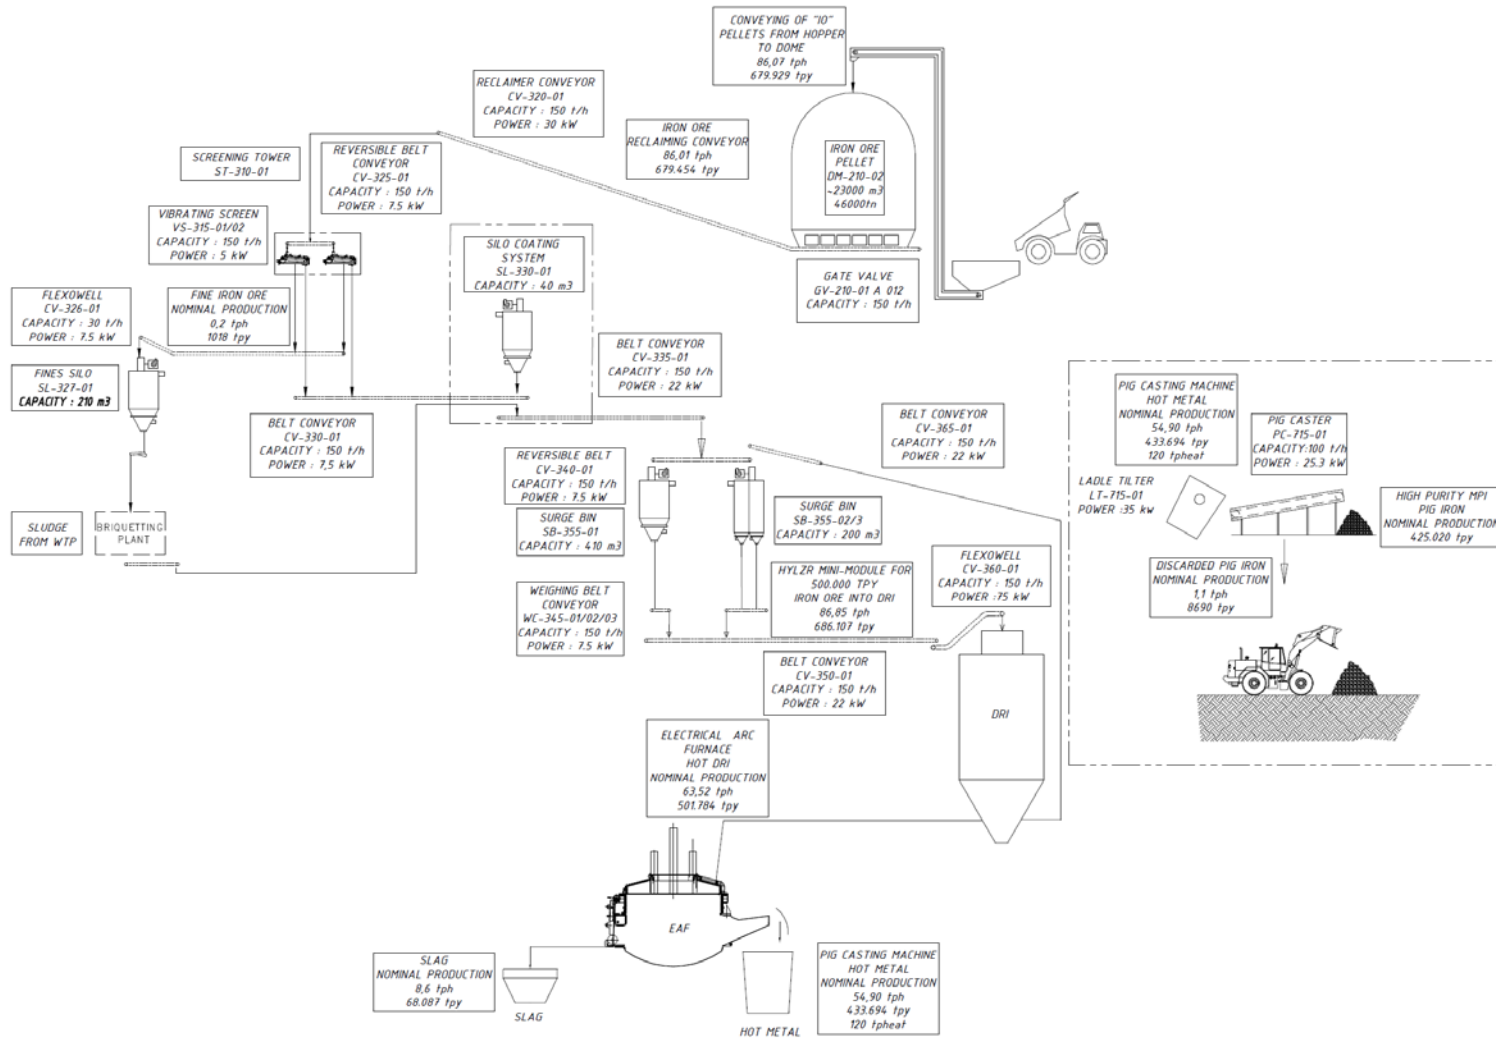 CONVEYING OF "IO"
PELLETS FROM HOPPER
TO DOME
86,07 tph
679.929 tpy
RECLAIMER CONVEYOR
CV-320-01
CAPACITY : 150 t/h
POWER : 30 kW
IRON ORE
RECLAIMING CONVEYOR
86,01 tph
679.454 tpy
IRON ORE
PELLET
DM-210-02
~23000 m3
46000tn
SCREENING TOWER
ST-310-01
REVERSIBLE BELT
CONVEYOR
CV-325-01
CAPACITY : 150 t/h
POWER : 7.5 kW
VIBRATING SCREEN
VS-315-01/02
CAPACITY : 150 t/h
POWER : 5 kW
SILO COATING
SYSTEM
SL-330-01
CAPACITY : 40 m3
GATE VALVE
GV-210-01 A 012
CAPACITY : 150 t/h
FLEXOWELL
CV-326-01
CAPACITY : 30 t/h
POWER : 7.5 kW
FINE IRON ORE
NOMINAL PRODUCTION
0,2 tph
1018 tpy
FINES SILO
SL-327-01
CAPACITY : 210 m3
BELT CONVEYOR
CV-335-01
CAPACITY : 150 t/h
POWER : 22 kW
BELT CONVEYOR
CV-330-01
CAPACITY : 150 t/h
POWER : 7,5 kW
BELT CONVEYOR
CV-365-01
CAPACITY : 150 t/h
POWER : 22 kW
PIG CASTING MACHINE
HOT METAL
NOMINAL PRODUCTION
54,90 tph
433.694 tpy
120 tpheat
PIG CASTER
PC-715-01
CAPACITY:100 t/h
POWER : 25.3 kW
LADLE TILTER
LT-715-01
POWER :35 kw
HIGH PURITY MPI
PIG IRON
NOMINAL PRODUCTION
425.020 tpy
REVERSIBLE BELT
CV-340-01
CAPACITY : 150 t/h
POWER : 7.5 kW
SURGE BIN
SB-355-01
CAPACITY : 410 m3
SURGE BIN
SB-355-02/3
CAPACITY : 200 m3
SLUDGE
FROM WTP
BRIQUETTING
PLANT
HYLZR MINI-MODULE FOR
500.000 TPY
IRON ORE INTO DRI
86,85 tph
686.107 tpy
FLEXOWELL
CV-360-01
CAPACITY : 150 t/h
POWER :75 kW
DISCARDED PIG IRON
NOMINAL PRODUCTION
1,1 tph
8690 tpy
WEIGHING BELT
CONVEYOR
WC-345-01/02/03
CAPACITY : 150 t/h
POWER : 7.5 kW
BELT CONVEYOR
CV-350-01
CAPACITY : 150 t/h
POWER : 22 kW
DRI
ELECTRICAL ARC
FURNACE
HOT DRI
NOMINAL PRODUCTION
63,52 tph
501.784 tpy
EAF
SLAG
NOMINAL PRODUCTION
8,6 tph
68.087 tpy
SLAG
HOT METAL
PIG CASTING MACHINE
HOT METAL
NOMINAL PRODUCTION
54,90 tph
433.694 tpy
120 tpheat